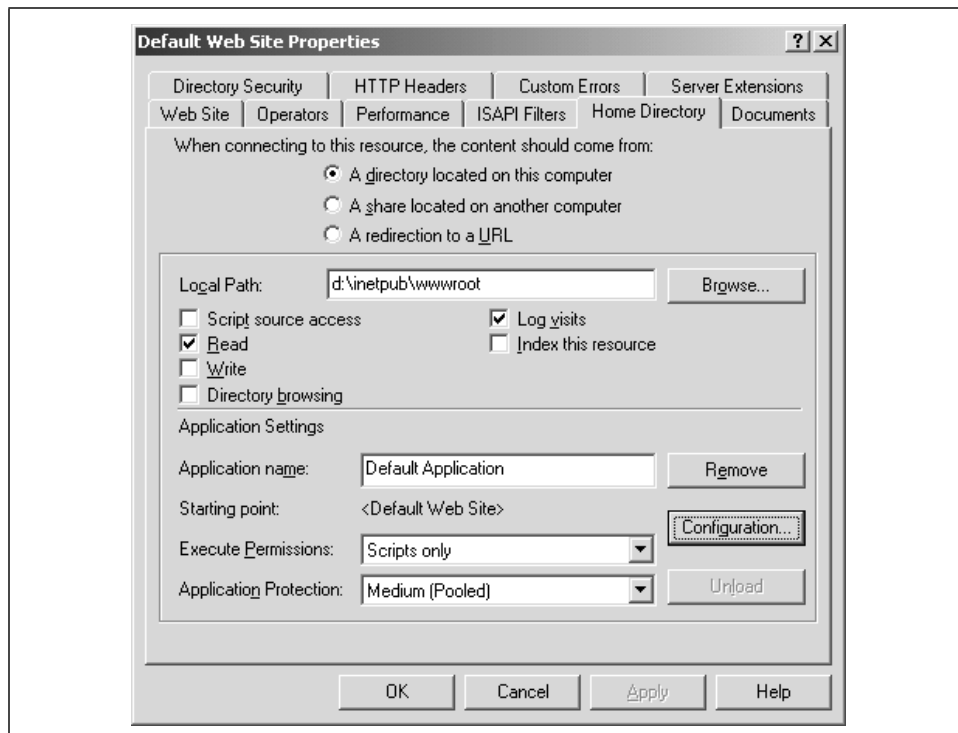 Default Web Site Properties
Directory Security HTTP Headers Custom Errors Server Extensions
Web Site Operators Performance ISAPI Filters Home Directory Documents
When connecting to this resource, the content should come from:
A directory located on this computer
A share located on another computer
A redirection to a URL
Local Path: d:\inetpub\wwwroot Browse...
Script source access Log visits
Read Index this resource
Write
Directory browsing
Application Settings
Application name: Default Application Remove
Starting point: <Default Web Site>
Configuration...
Execute Permissions: Scripts only
Application Protection: Medium (Pooled) Unload
OK Cancel Apply Help